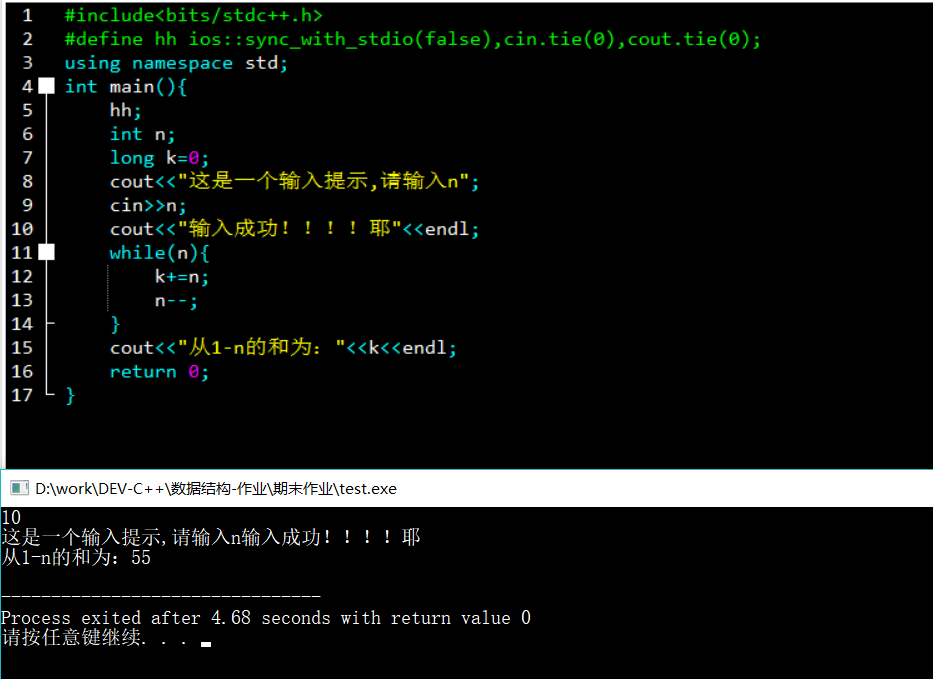 1 #include<bits/stdc++.h>
2 #define hh ios::sync_with_stdio(false),cin.tie(0),cout.tie(0);
3 using namespace std;
4 int main(){
5 hh;
6 int n;
7 long k=0;
8 cout<<"这是一个输入提示,请输入n";
9 cin>>n;
10 cout<<"输入成功！！！！耶"<<endl;
11 while(n){
12 k+=n;
13 n--;
14 }
15 cout<<"从1-n的和为："<<k<<endl;
16 return 0;
17 }
D:\work\DEV-C++\数据结构-作业\期末作业\test.exe
10
这是一个输入提示,请输入n输入成功！！！！耶
从1-n的和为：55
--------------------------------
Process exited after 4.68 seconds with return value 0
请按任意键继续. . .